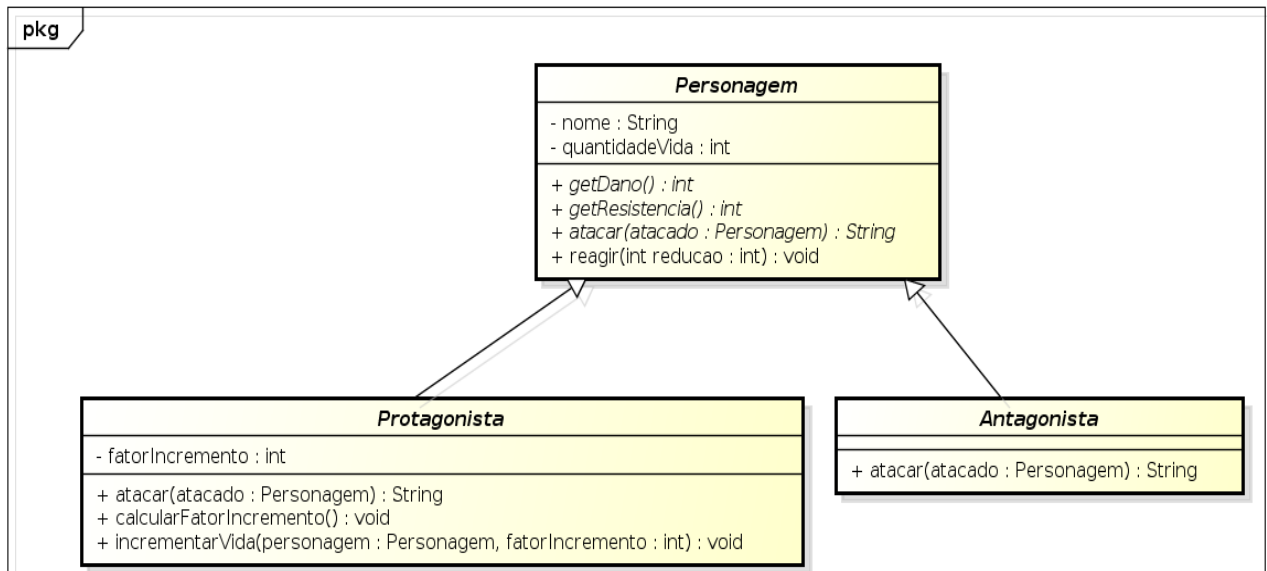 pkg
Personagem
- nome : String
- quantidadeVida : int
+ getDano() : int
+ getResistencia() : int
+ atacar(atacado : Personagem) : String
+ reagir(int reducao : int) : void
Protagonista
- fatorIncremento : int
+ atacar(atacado : Personagem) : String
+ calcularFatorIncremento() : void
+ incrementarVida(personagem : Personagem, fatorIncremento : int) : void
Antagonista
+ atacar(atacado : Personagem) : String